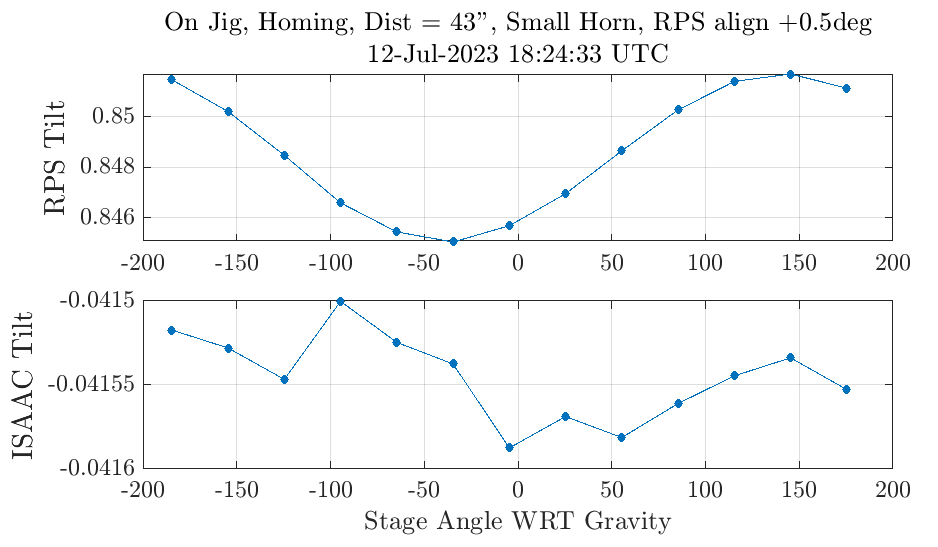 On Jig, Homing, Dist = 43”, Small Horn, RPS align +0.5deg
12-Jul-2023 18:24:33 UTC
RPS Tilt
0.85
0.848
0.846
-200 -150 -100 -50 0 50 100 150 200
ISAAC Tilt
-0.0415
-0.04155
-0.0416
-200 -150 -100 -50 0 50 100 150 200
Stage Angle WRT Gravity